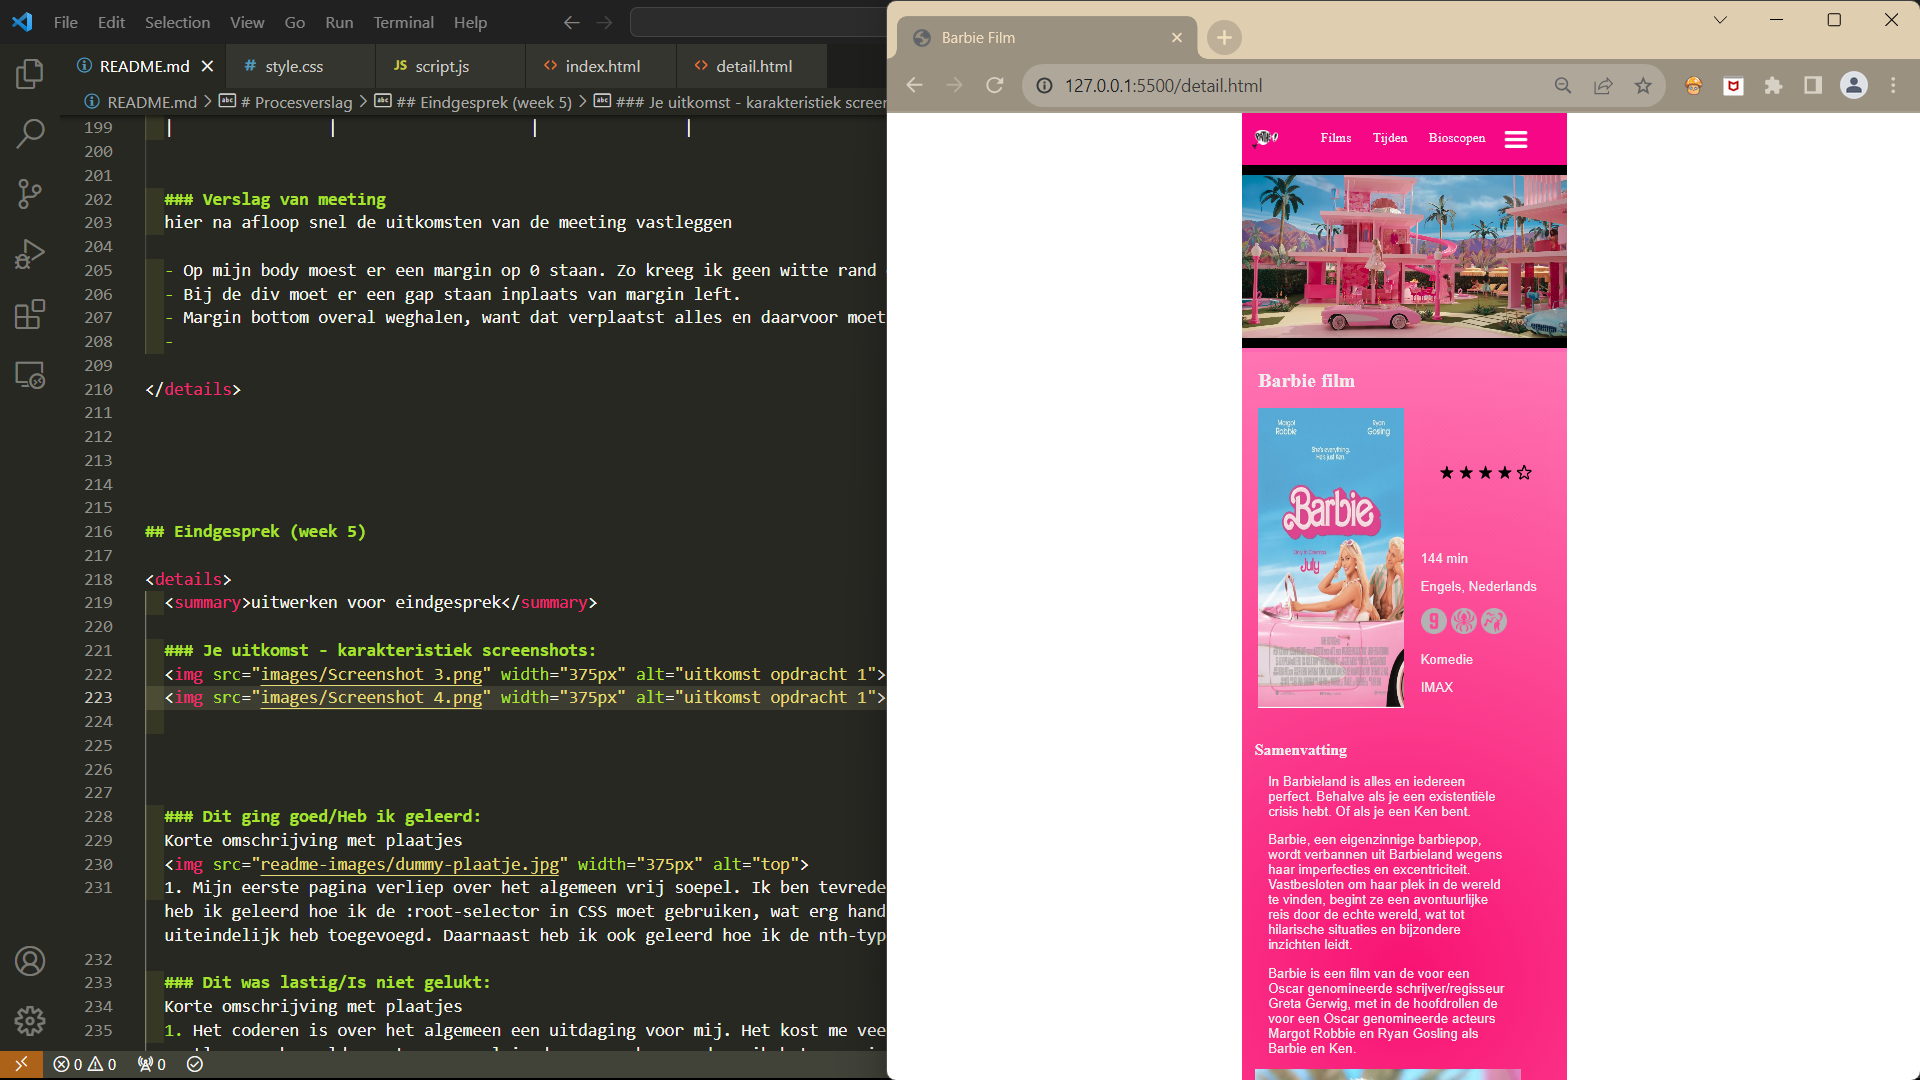 File Edit Selection View Go Run Terminal Help
README.md
style.css
JS script.js
index.html
detail.html
README.md > # Procesverslag > ## Eindgesprek (week 5) > ### Je uitkomst - karakteristiek screen
199 | | | |
200
201
202 ### Verslag van meeting
203 hier na afloop snel de uitkomsten van de meeting vastleggen
204
205 - Op mijn body moest er een margin op 0 staan. Zo kreeg ik geen witte rand
206 - Bij de div moet er een gap staan inplaats van margin left.
207 - Margin bottom overal weghalen, want dat verplaatst alles en daarvoor moet
208 -
209
210 </details>
211
212
213
214
215
216 ## Eindgesprek (week 5)
217
218 <details>
219 <summary>uitwerken voor eindgesprek</summary>
220
221 ### Je uitkomst - karakteristiek screenshots:
222 <img src="images/Screenshot 3.png" width="375px" alt="uitkomst opdracht 1">
223 <img src="images/Screenshot 4.png" width="375px" alt="uitkomst opdracht 1">
224
225
226
227
228 ### Dit ging goed/Heb ik geleerd:
229 Korte omschrijving met plaatjes
230 <img src="readme-images/dummy-plaatje.jpg" width="375px" alt="top">
231 1. Mijn eerste pagina verliep over het algemeen vrij soepel. Ik ben tevrede
heb ik geleerd hoe ik de :root-selector in CSS moet gebruiken, wat erg hand
uiteindelijk heb toegevoegd. Daarnaast heb ik ook geleerd hoe ik de nth-typ
232
233 ### Dit was lastig/Is niet gelukt:
234 Korte omschrijving met plaatjes
235 1. Het coderen is over het algemeen een uitdaging voor mij. Het kost me vee
0 0 0
Barbie Film
127.0.0.1:5500/detail.html
Films Tijden Bioscopen
Barbie film
Margot Robbie
Ryan Gosling
She's everything.
He's just Ken.
Barbie
July
144 min
Engels, Nederlands
9
Komedie
IMAX
Samenvatting
In Barbieland is alles en iedereen
perfect. Behalve als je een existentiële
crisis hebt. Of als je een Ken bent.
Barbie, een eigenzinnige barbiepop,
wordt verbannen uit Barbieland wegens
haar imperfecties en excentriciteit.
Vastbesloten om haar plek in de wereld
te vinden, begint ze een avontuurlijke
reis door de echte wereld, wat tot
hilarische situaties en bijzondere
inzichten leidt.
Barbie is een film van de voor een
Oscar genomineerde schrijver/regisseur
Greta Gerwig, met in de hoofdrollen de
voor een Oscar genomineerde acteurs
Margot Robbie en Ryan Gosling als
Barbie en Ken.